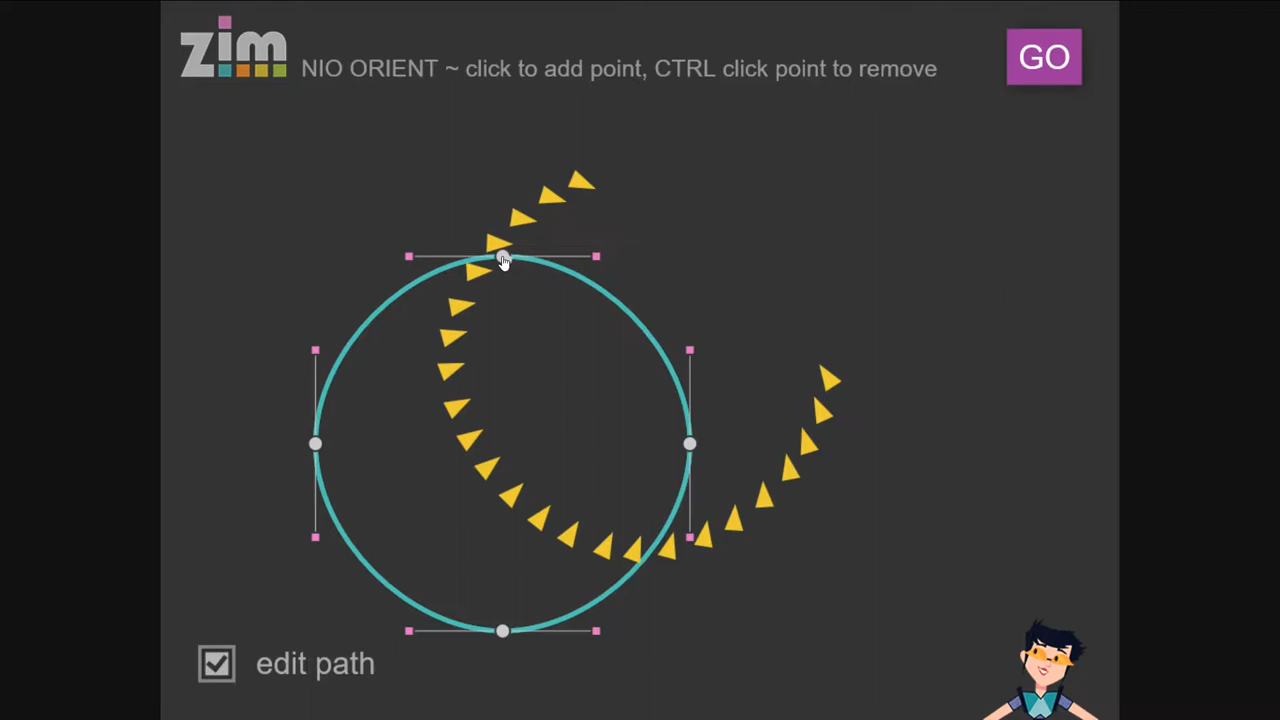 zim
NIO ORIENT ~ click to add point, CTRL click point to remove
GO
edit path